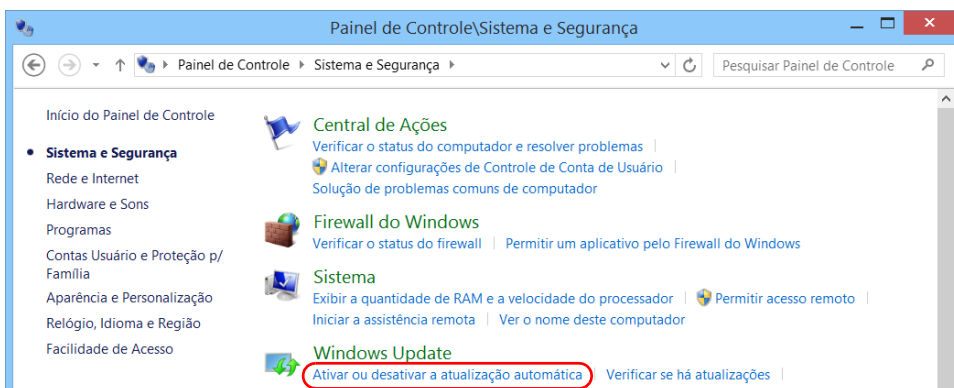 Painel de Controle\Sistema e Segurança
Painel de Controle Sistema e Segurança Pesquisar Painel de Controle
Início do Painel de Controle
Sistema e Segurança
Rede e Internet
Hardware e Sons
Programas
Contas Usuário e Proteção p/
Família
Aparência e Personalização
Relógio, Idioma e Região
Facilidade de Acesso
Central de Ações
Verificar o status do computador e resolver problemas
Alterar configurações de Controle de Conta de Usuário
Solução de problemas comuns de computador
Firewall do Windows
Verificar o status do firewall Permitir um aplicativo pelo Firewall do Windows
Sistema
Exibir a quantidade de RAM e a velocidade do processador Permitir acesso remoto
Iniciar a assistência remota Ver o nome deste computador
Windows Update
Ativar ou desativar a atualização automática Verificar se há atualizações